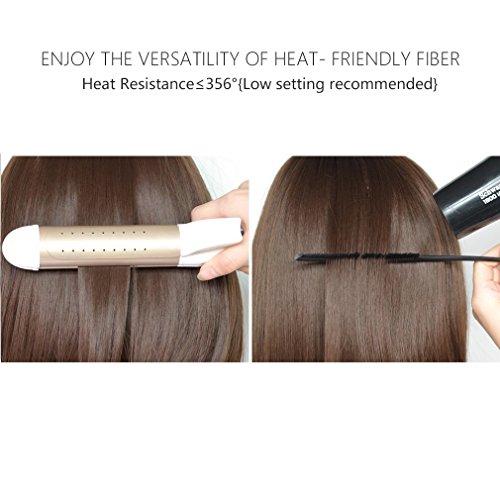 ENJOY THE VERSATILITY OF HEAT- FRIENDLY FIBER
Heat Resistance≤356°{Low setting recommended}